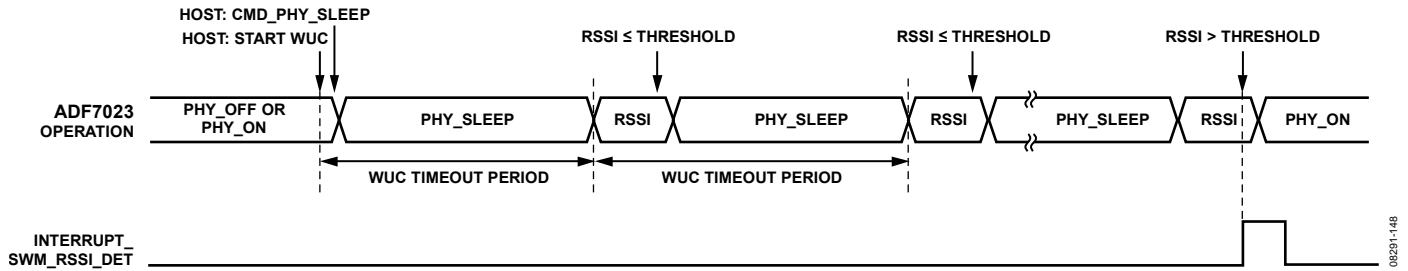 HOST: CMD_PHY_SLEEP
HOST: START WUC
RSSI ≤ THRESHOLD
RSSI ≤ THRESHOLD
RSSI > THRESHOLD
ADF7023
OPERATION
PHY_OFF OR
PHY_ON
PHY_SLEEP
RSSI
PHY_SLEEP
RSSI
PHY_SLEEP
RSSI
PHY_ON
WUC TIMEOUT PERIOD
WUC TIMEOUT PERIOD
INTERRUPT_
SWM_RSSI_DET
08291-148